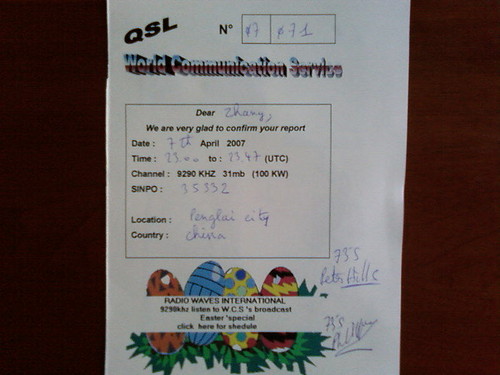 QSL
N° 07 071
World Communication Service
Dear Zhang,
We are very glad to confirm your report
Date : 7th April 2007
Time : 23.00 to : 23.47 (UTC)
Channel : 9290 KHZ 31mb (100 KW)
SINPO : 35332
Location : Penglai city
Country : china
73'S
Peter Hills
RADIO WAVES INTERNATIONAL
9290khz listen to W.C.S 's broadcast
Easter 'special
click here for shedule
73's